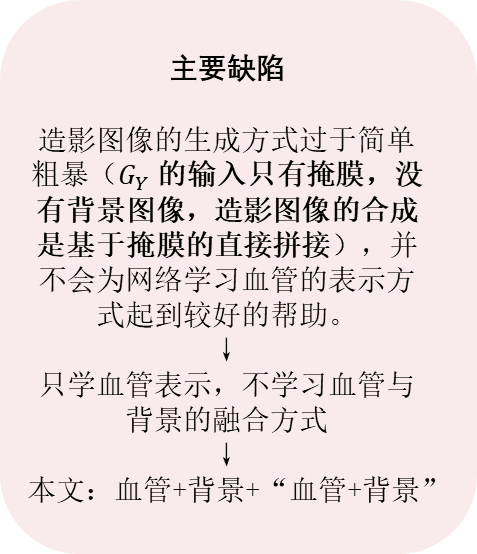 主要缺陷
造影图像的生成方式过于简单
粗暴（G_Y 的输入只有掩膜，没
有背景图像，造影图像的合成
是基于掩膜的直接拼接），并
不会为网络学习血管的表示方
式起到较好的帮助。
↓
只学血管表示，不学习血管与
背景的融合方式
↓
本文：血管+背景+“血管+背景”